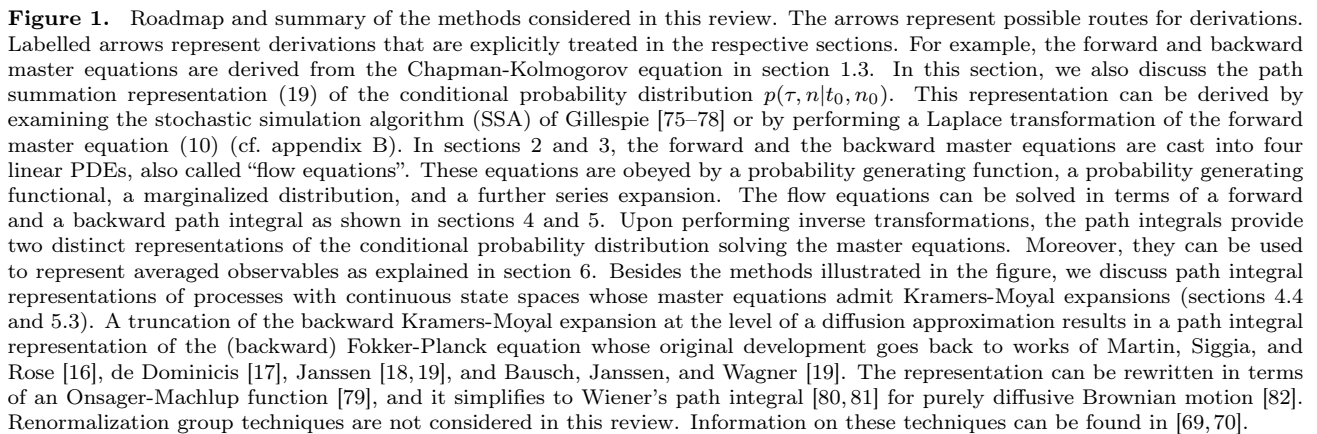 Figure 1. Roadmap and summary of the methods considered in this review. The arrows represent possible routes for derivations.
Labelled arrows represent derivations that are explicitly treated in the respective sections. For example, the forward and backward
master equations are derived from the Chapman-Kolmogorov equation in section 1.3. In this section, we also discuss the path
summation representation (19) of the conditional probability distribution p(τ, n|t₀, n₀). This representation can be derived by
examining the stochastic simulation algorithm (SSA) of Gillespie [75–78] or by performing a Laplace transformation of the forward
master equation (10) (cf. appendix B). In sections 2 and 3, the forward and the backward master equations are cast into four
linear PDEs, also called “flow equations”. These equations are obeyed by a probability generating function, a probability generating
functional, a marginalized distribution, and a further series expansion. The flow equations can be solved in terms of a forward
and a backward path integral as shown in sections 4 and 5. Upon performing inverse transformations, the path integrals provide
two distinct representations of the conditional probability distribution solving the master equations. Moreover, they can be used
to represent averaged observables as explained in section 6. Besides the methods illustrated in the figure, we discuss path integral
representations of processes with continuous state spaces whose master equations admit Kramers-Moyal expansions (sections 4.4
and 5.3). A truncation of the backward Kramers-Moyal expansion at the level of a diffusion approximation results in a path integral
representation of the (backward) Fokker-Planck equation whose original development goes back to works of Martin, Siggia, and
Rose [16], de Dominicis [17], Janssen [18, 19], and Bausch, Janssen, and Wagner [19]. The representation can be rewritten in terms
of an Onsager-Machlup function [79], and it simplifies to Wiener’s path integral [80, 81] for purely diffusive Brownian motion [82].
Renormalization group techniques are not considered in this review. Information on these techniques can be found in [69, 70].